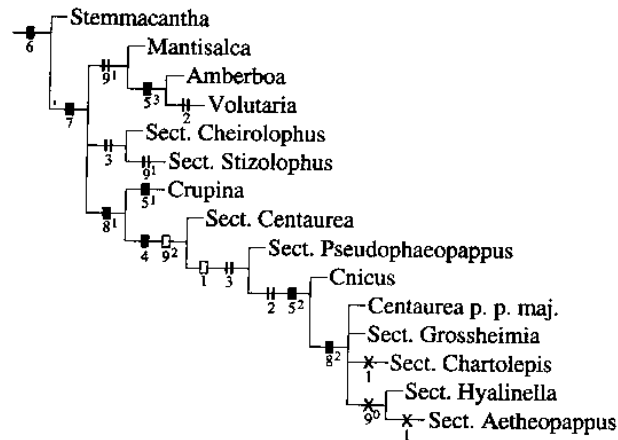 Stemmacantha
6
Mantisalca
9¹
Amberboa
5³
Volutaria
2
7
Sect. Cheirolophus
3
Sect. Stizolophus
9¹
Crupina
5¹
8¹
Sect. Centaurea
4 9²
Sect. Pseudophaeopappus
1 3
Cnicus
2 5²
Centaurea p. p. maj.
Sect. Grossheimia
8²
Sect. Chartolepis
1
Sect. Hyalinella
9⁰
Sect. Aetheopappus
1